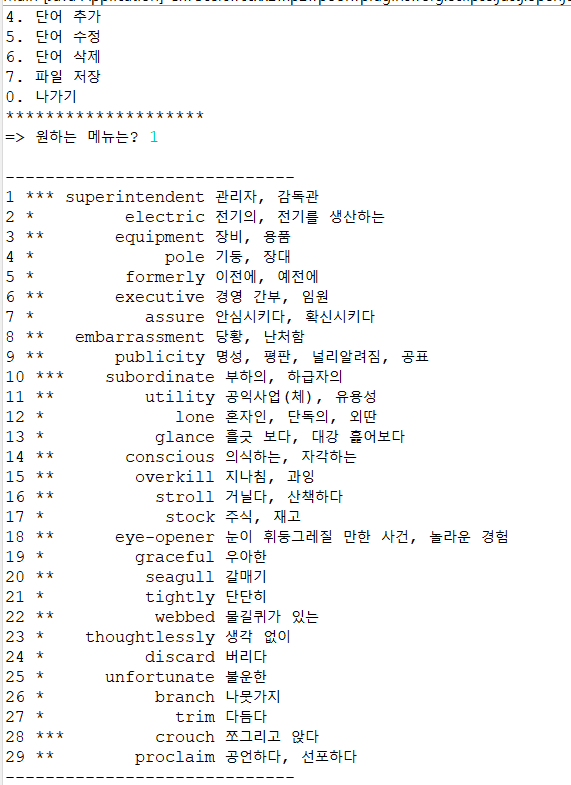 4. 단어 추가
5. 단어 수정
6. 단어 삭제
7. 파일 저장
0. 나가기
********************
=> 원하는 메뉴는? 1
-----------------------------
1 *** superintendent 관리자, 감독관
2 *         electric 전기의, 전기를 생산하는
3 **       equipment 장비, 용품
4 *             pole 기둥, 장대
5 *         formerly 이전에, 예전에
6 **       executive 경영 간부, 임원
7 *           assure 안심시키다, 확신시키다
8 **   embarrassment 당황, 난처함
9 **       publicity 명성, 평판, 널리알려짐, 공표
10 ***    subordinate 부하의, 하급자의
11 **         utility 공익사업(체), 유용성
12 *             lone 혼자인, 단독의, 외딴
13 *           glance 흘긋 보다, 대강 훑어보다
14 **       conscious 의식하는, 자각하는
15 **        overkill 지나침, 과잉
16 **          stroll 거닐다, 산책하다
17 *            stock 주식, 재고
18 **      eye-opener 눈이 휘둥그레질 만한 사건, 놀라운 경험
19 *         graceful 우아한
20 **         seagull 갈매기
21 *          tightly 단단히
22 **          webbed 물길퀴가 있는
23 *    thoughtlessly 생각 없이
24 *          discard 버리다
25 *      unfortunate 불운한
26 *           branch 나뭇가지
27 *             trim 다듬다
28 ***         crouch 쪼그리고 앉다
29 **        proclaim 공언하다, 선포하다
-----------------------------